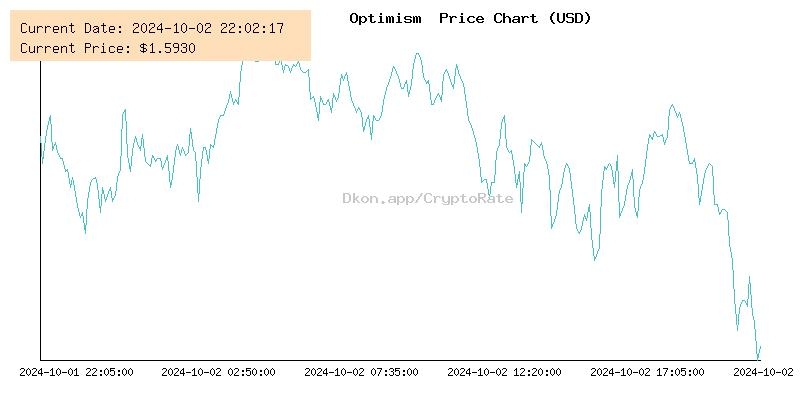 Optimism  Price Chart (USD)
Current Date: 2024-10-02 22:02:17
Current Price: $1.5930
Dkon.app/CryptoRate
2024-10-01 22:05:00 2024-10-02 02:50:00 2024-10-02 07:35:00 2024-10-02 12:20:00 2024-10-02 17:05:00 2024-10-02